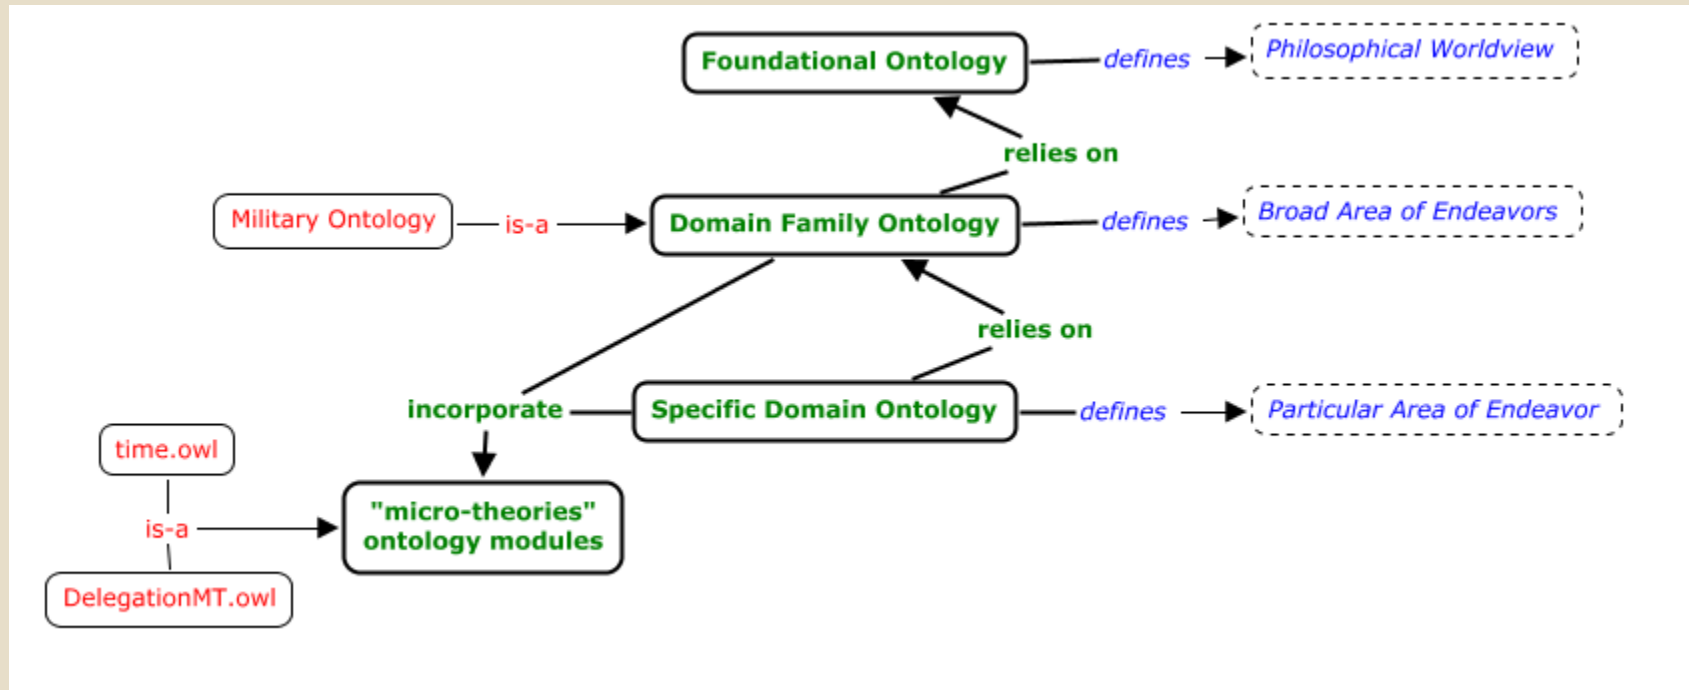 Foundational Ontology
defines
Philosophical Worldview
relies on
Military Ontology
is-a
Domain Family Ontology
defines
Broad Area of Endeavors
relies on
incorporate
Specific Domain Ontology
defines
Particular Area of Endeavor
time.owl
is-a
"micro-theories"
ontology modules
DelegationMT.owl